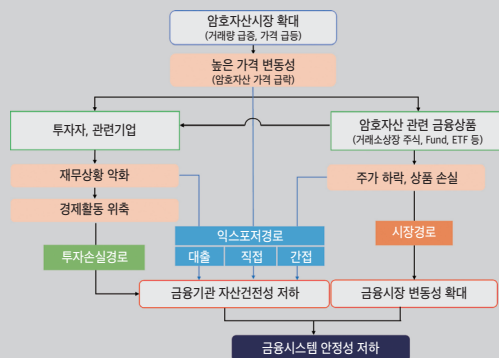 암호자산시장 확대
(거래량 급증, 가격 급등)
높은 가격 변동성
(암호자산 가격 급락)
투자자, 관련기업
암호자산 관련 금융상품
(거래소상장 주식, Fund, ETF 등)
재무상황 악화
주가 하락, 상품 손실
경제활동 위축
익스포저경로
시장경로
투자손실경로
대출
직접
간접
금융기관 자산건전성 저하
금융시장 변동성 확대
금융시스템 안정성 저하